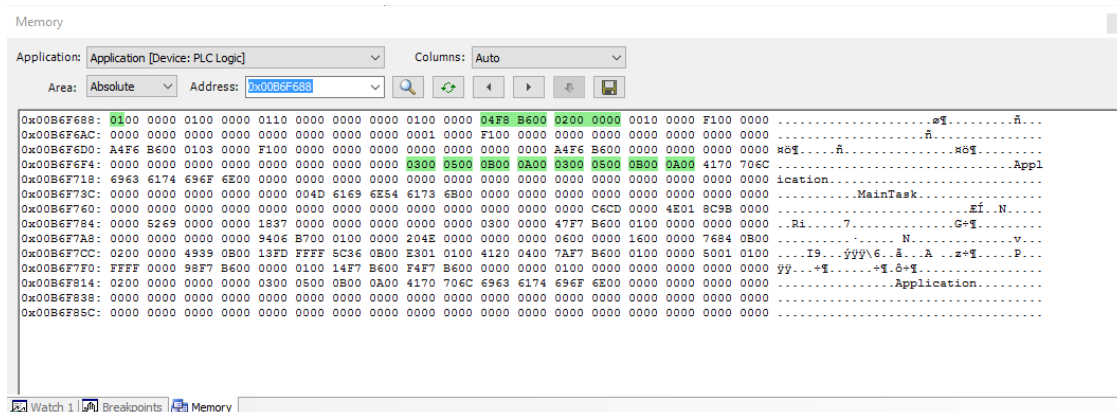 Memory
Application: Application [Device: PLC Logic] Columns: Auto
Area: Absolute Address: 0x00B6F688
0x00B6F688: 0100 0000 0100 0000 0110 0000 0000 0000 0100 0000 04F8 B600 0200 0000 0010 0000 F100 0000 ......................ø¶.......ñ...
0x00B6F6AC: 0000 0000 0000 0000 0000 0000 0000 0000 0001 0000 F100 0000 0000 0000 0000 0000 0000 0000 ....................ñ...............
0x00B6F6D0: A4F6 B600 0103 0000 F100 0000 0000 0000 0000 0000 0000 0000 A4F6 B600 0000 0000 0000 0000 ¤ö¶.....ñ...............¤ö¶.........
0x00B6F6F4: 0000 0000 0000 0000 0000 0000 0000 0000 0300 0500 0B00 0A00 0300 0500 0B00 0A00 4170 706C ................................Appl
0x00B6F718: 6963 6174 696F 6E00 0000 0000 0000 0000 0000 0000 0000 0000 0000 0000 0000 0000 0000 0000 ication.............................
0x00B6F73C: 0000 0000 0000 0000 0000 004D 6169 6E54 6173 6B00 0000 0000 0000 0000 0000 0000 0000 0000 ...........MainTask.................
0x00B6F760: 0000 0000 0000 0000 0000 0000 0000 0000 0000 0000 0000 0000 0000 C6CD 0000 4E01 8C9B 0000 ..........................ÆÍ..N.....
0x00B6F784: 0000 5269 0000 0000 1837 0000 0000 0000 0000 0000 0300 0000 47F7 B600 0100 0000 0000 0000 ..Ri.....7..............G÷¶.........
0x00B6F7A8: 0000 0000 0000 0000 9406 B700 0100 0000 204E 0000 0000 0000 0600 0000 1600 0000 7684 0B00 ..........·..... N..............v...
0x00B6F7CC: 0200 0000 4939 0B00 13FD FFFF 5C36 0B00 E301 0100 4120 0400 7AF7 B600 0100 0000 5001 0100 ....I9...ýÿÿ\6..ã...A ..z÷¶.....P...
0x00B6F7F0: FFFF 0000 98F7 B600 0000 0100 14F7 B600 F4F7 B600 0000 0000 0100 0000 0000 0000 0000 0000 ÿÿ...÷¶......÷¶.ô÷¶.................
0x00B6F814: 0200 0000 0000 0000 0300 0500 0B00 0A00 4170 706C 6963 6174 696F 6E00 0000 0000 0000 0000 ................Application.........
0x00B6F838: 0000 0000 0000 0000 0000 0000 0000 0000 0000 0000 0000 0000 0000 0000 0000 0000 0000 0000 ....................................
0x00B6F85C: 0000 0000 0000 0000 0000 0000 0000 0000 0000 0000 0000 0000 0000 0000 0000 0000 0000 0000 ....................................
Watch 1 Breakpoints Memory